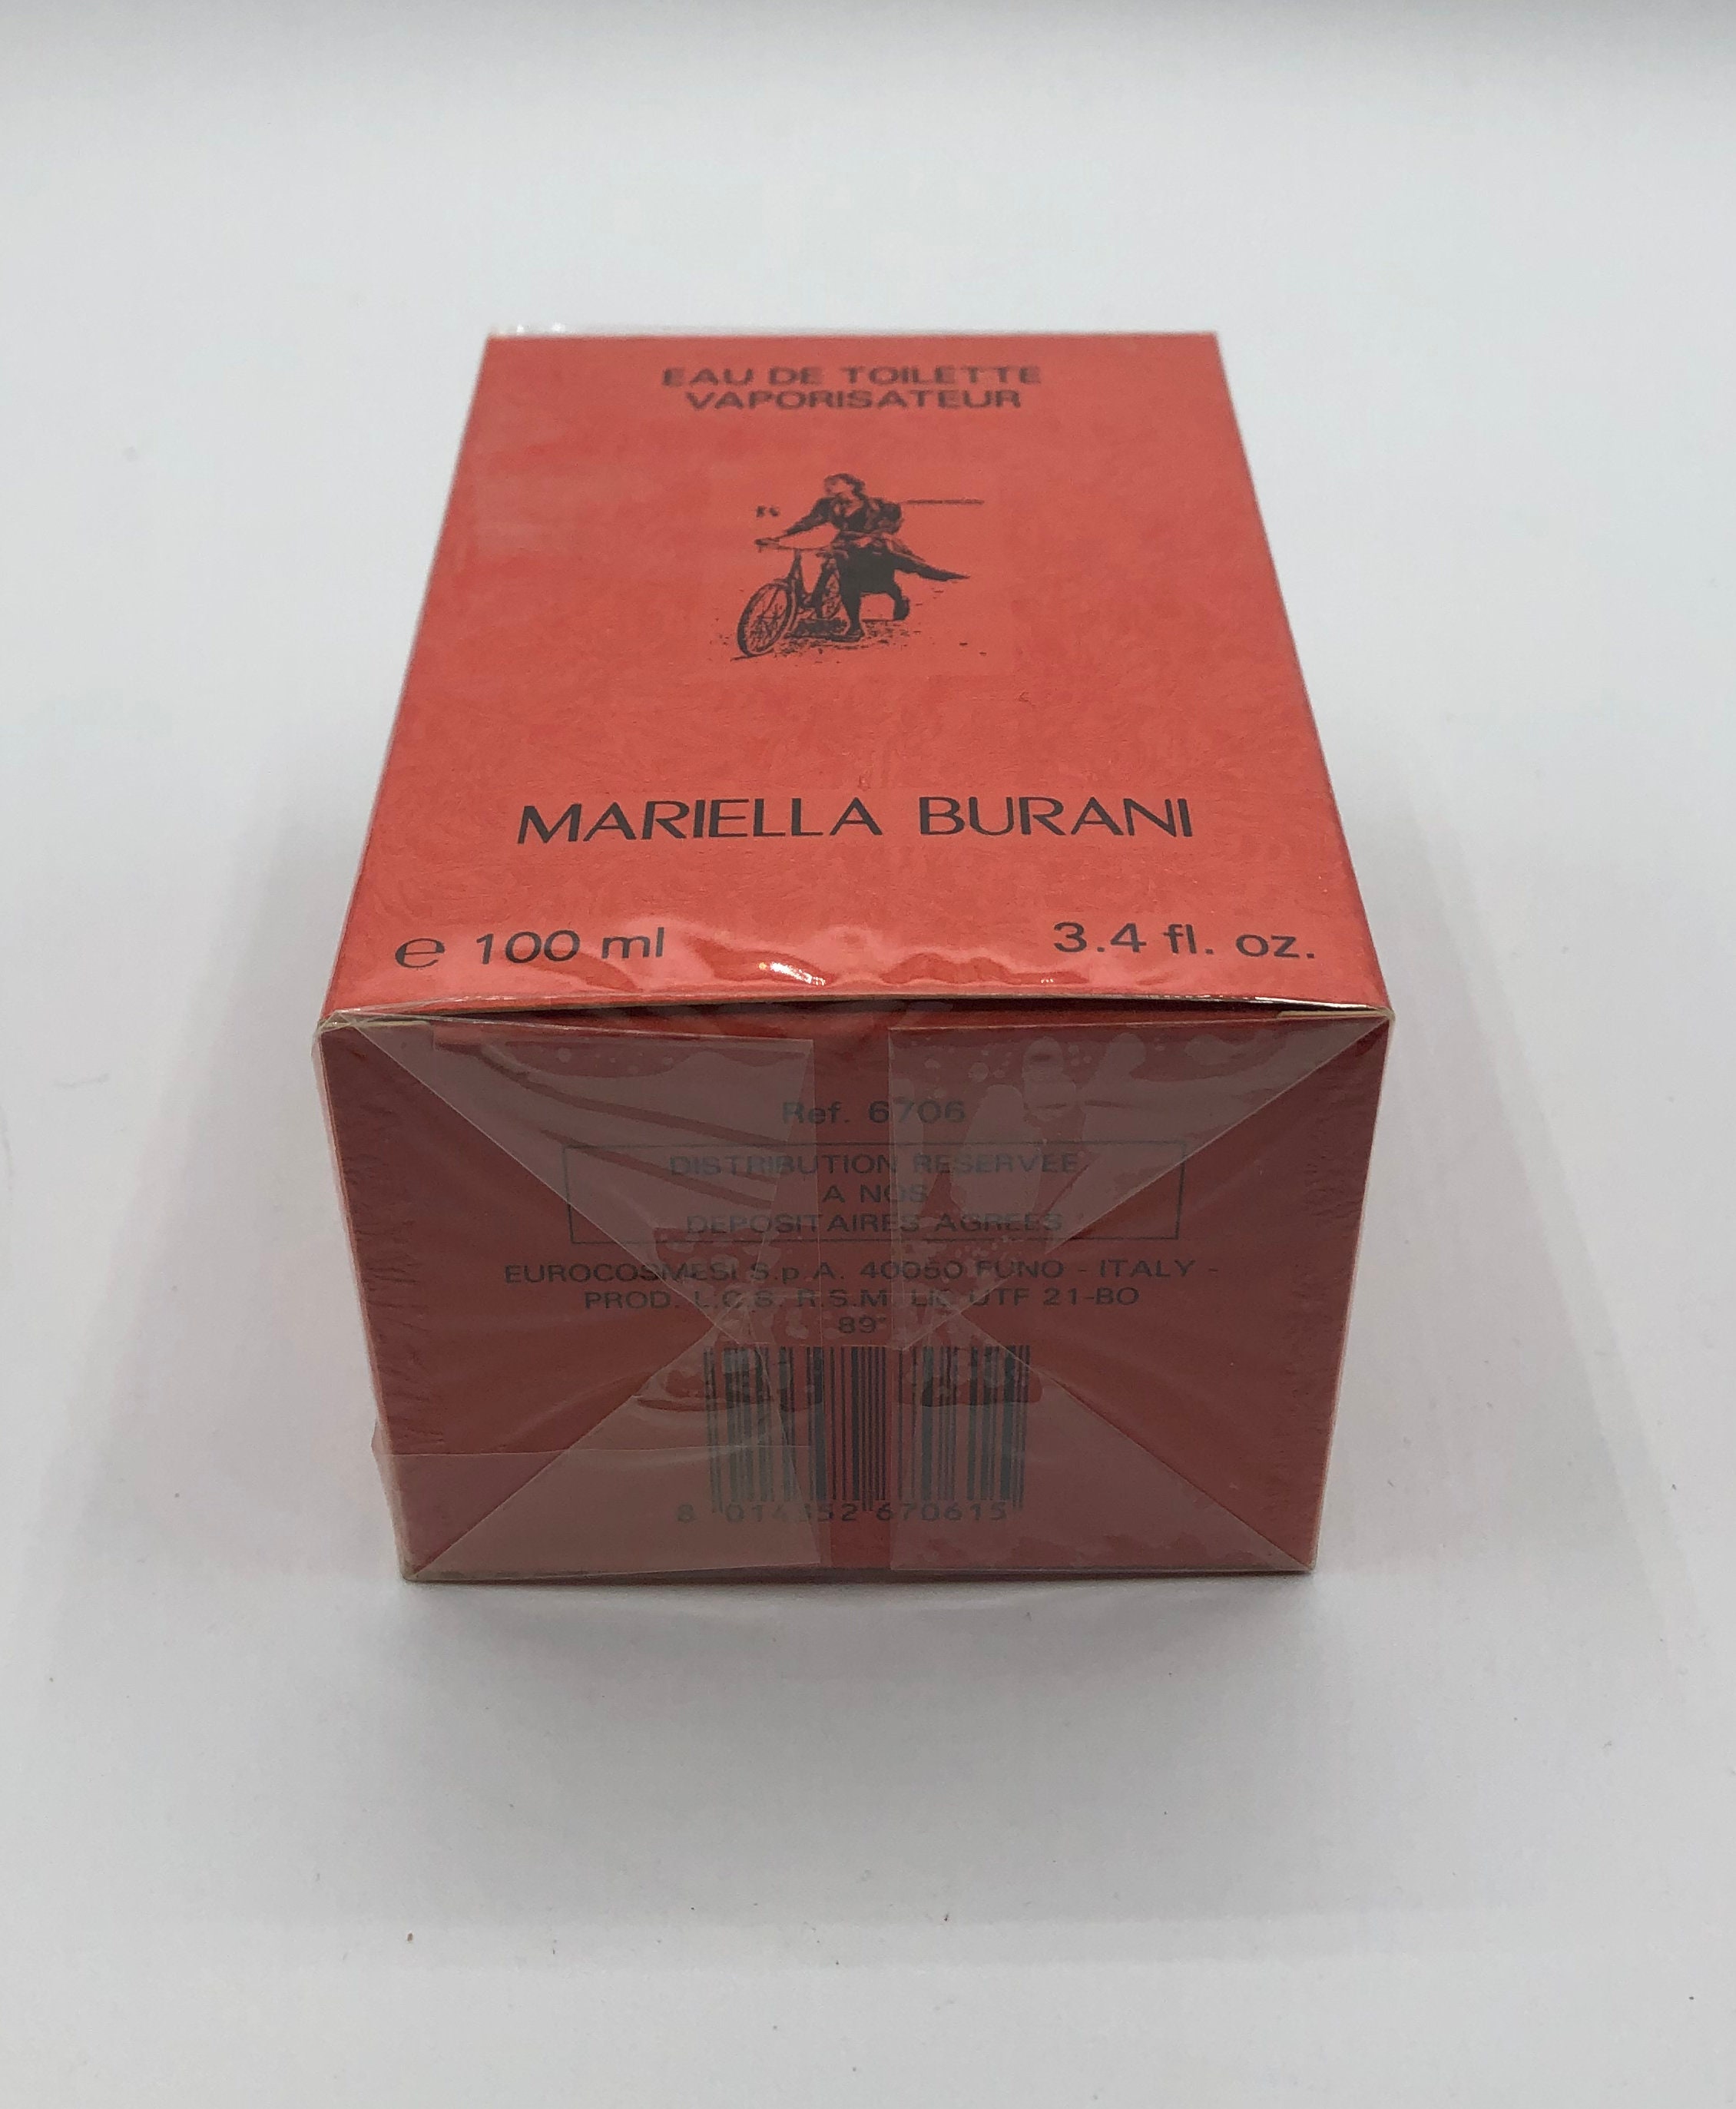 EAU DE TOILETTE
VAPORISATEUR
MARIELLA BURANI
e 100 ml 3.4 fl. oz.
Ref. 6706
DISTRIBUTION RESERVEE
A NOS
DEPOSITAIRES AGREES
EUROCOSMESI S.p.A. 40050 FUNO - ITALY -
PROD. L.C.S. R.S.M. LIC. UTF 21-BO
89°
8 014352 670615